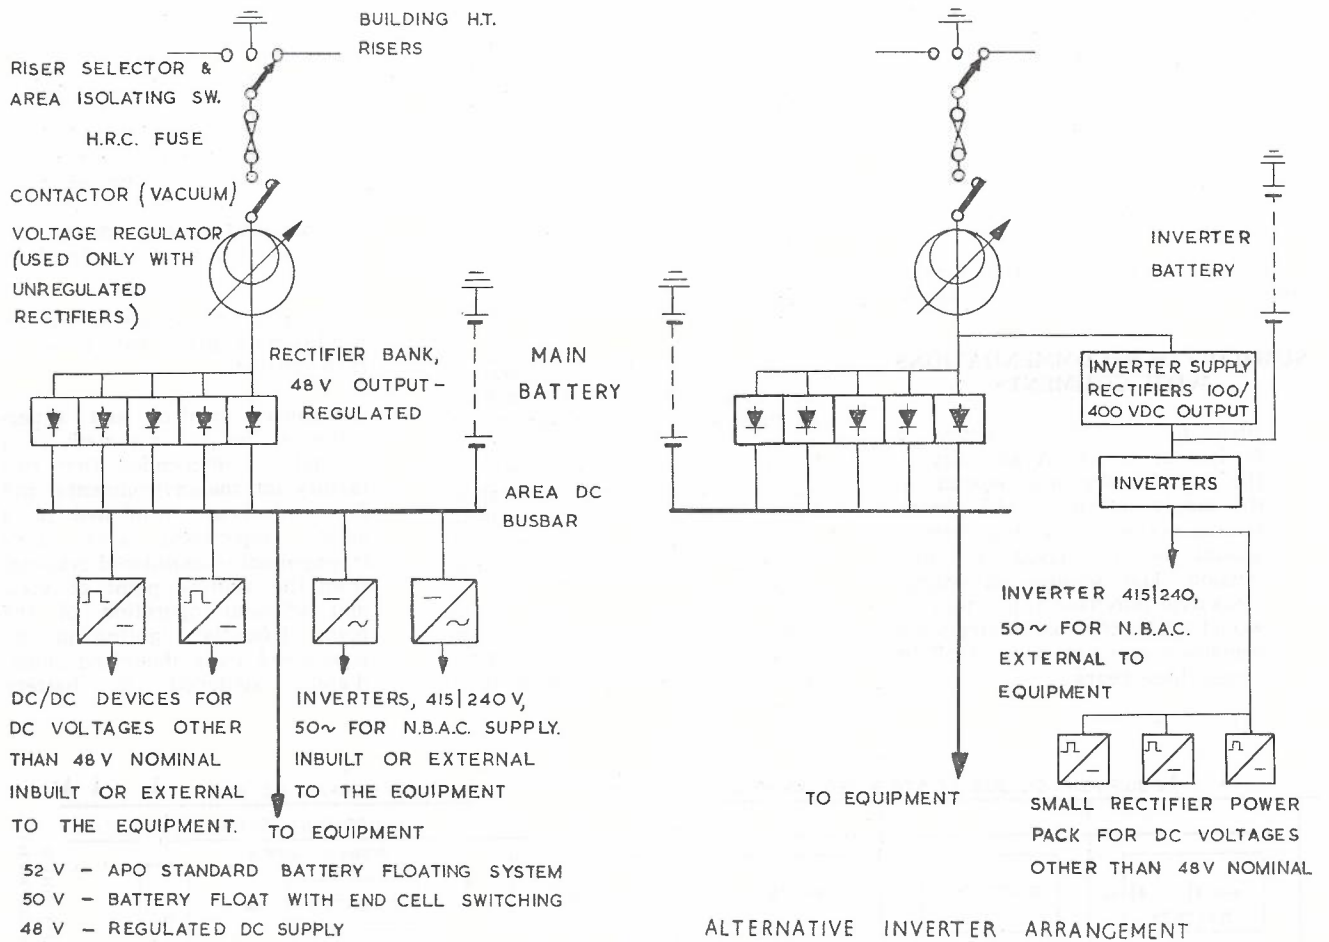 BUILDING H.T.
RISERS
RISER SELECTOR &
AREA ISOLATING SW.
H.R.C. FUSE
CONTACTOR (VACUUM)
VOLTAGE REGULATOR
(USED ONLY WITH
UNREGULATED
RECTIFIERS)
RECTIFIER BANK,
48 V OUTPUT-
REGULATED
MAIN
BATTERY
AREA DC
BUSBAR
DC/DC DEVICES FOR
DC VOLTAGES OTHER
THAN 48 V NOMINAL
INBUILT OR EXTERNAL
TO THE EQUIPMENT.
INVERTERS, 415|240 V,
50~ FOR N.B.A.C. SUPPLY.
INBUILT OR EXTERNAL
TO THE EQUIPMENT
TO EQUIPMENT
52 V - APO STANDARD BATTERY FLOATING SYSTEM
50 V - BATTERY FLOAT WITH END CELL SWITCHING
48 V - REGULATED DC SUPPLY
INVERTER
BATTERY
INVERTER SUPPLY
RECTIFIERS 100/
400 VDC OUTPUT
INVERTERS
INVERTER 415|240,
50~ FOR N.B.A.C.
EXTERNAL TO
EQUIPMENT
TO EQUIPMENT
SMALL RECTIFIER POWER
PACK FOR DC VOLTAGES
OTHER THAN 48V NOMINAL
ALTERNATIVE INVERTER ARRANGEMENT